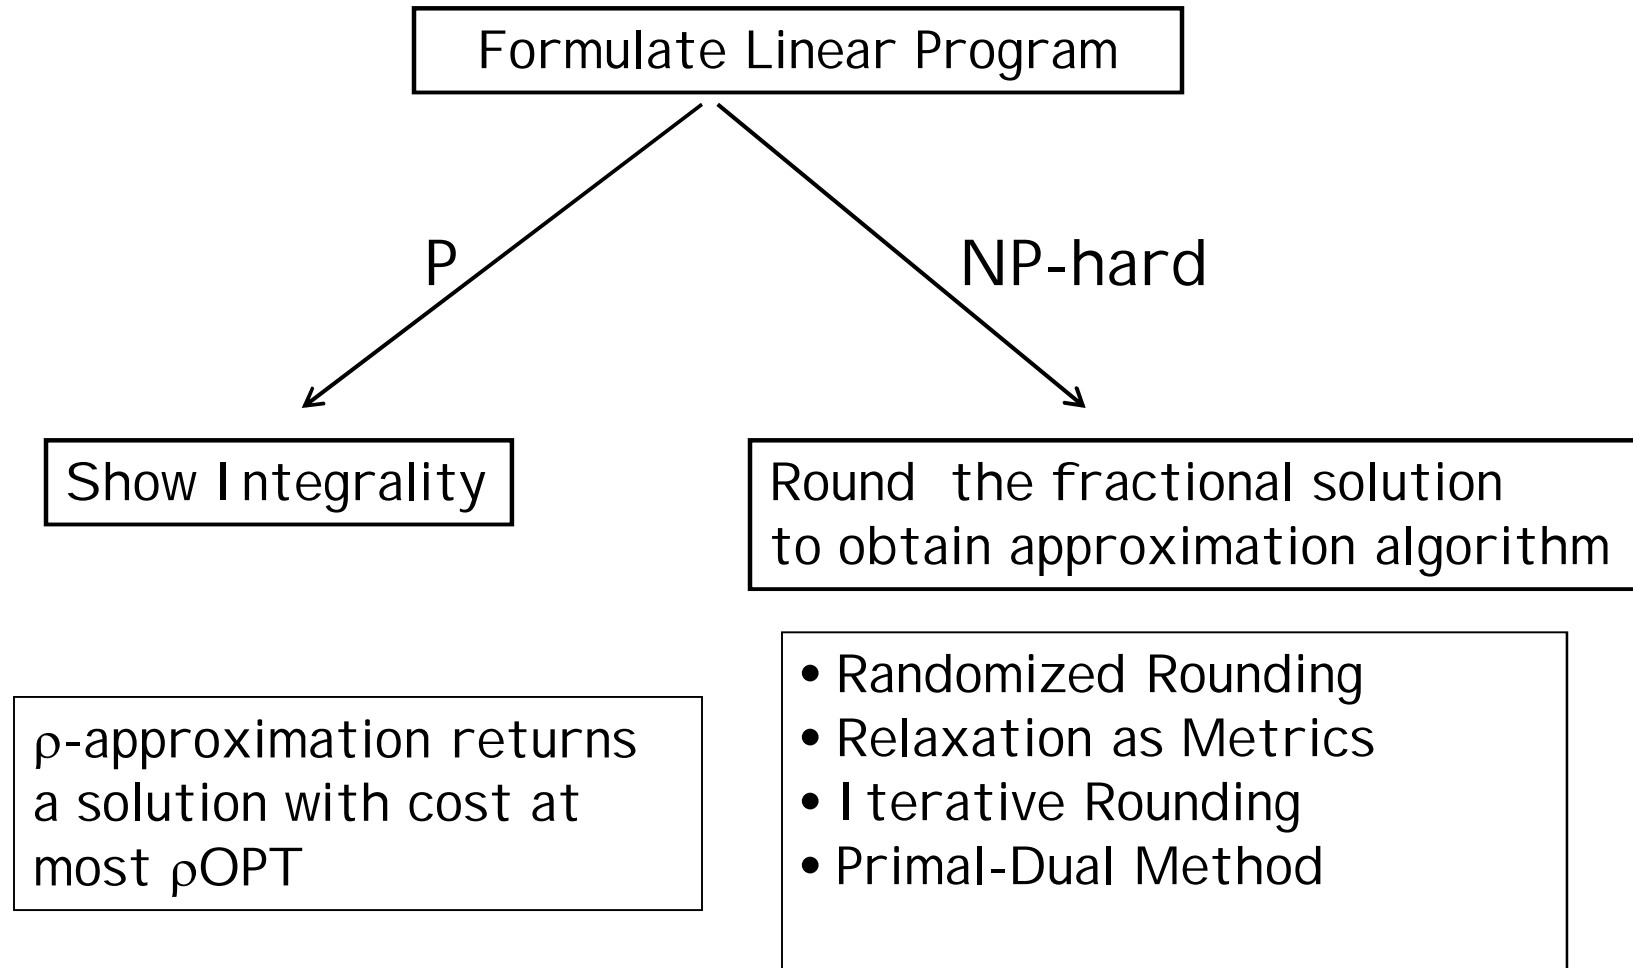 Formulate Linear Program
P
NP-hard
Show Integrality
Round the fractional solution
to obtain approximation algorithm
ρ-approximation returns
a solution with cost at
most ρOPT
• Randomized Rounding
• Relaxation as Metrics
• Iterative Rounding
• Primal-Dual Method